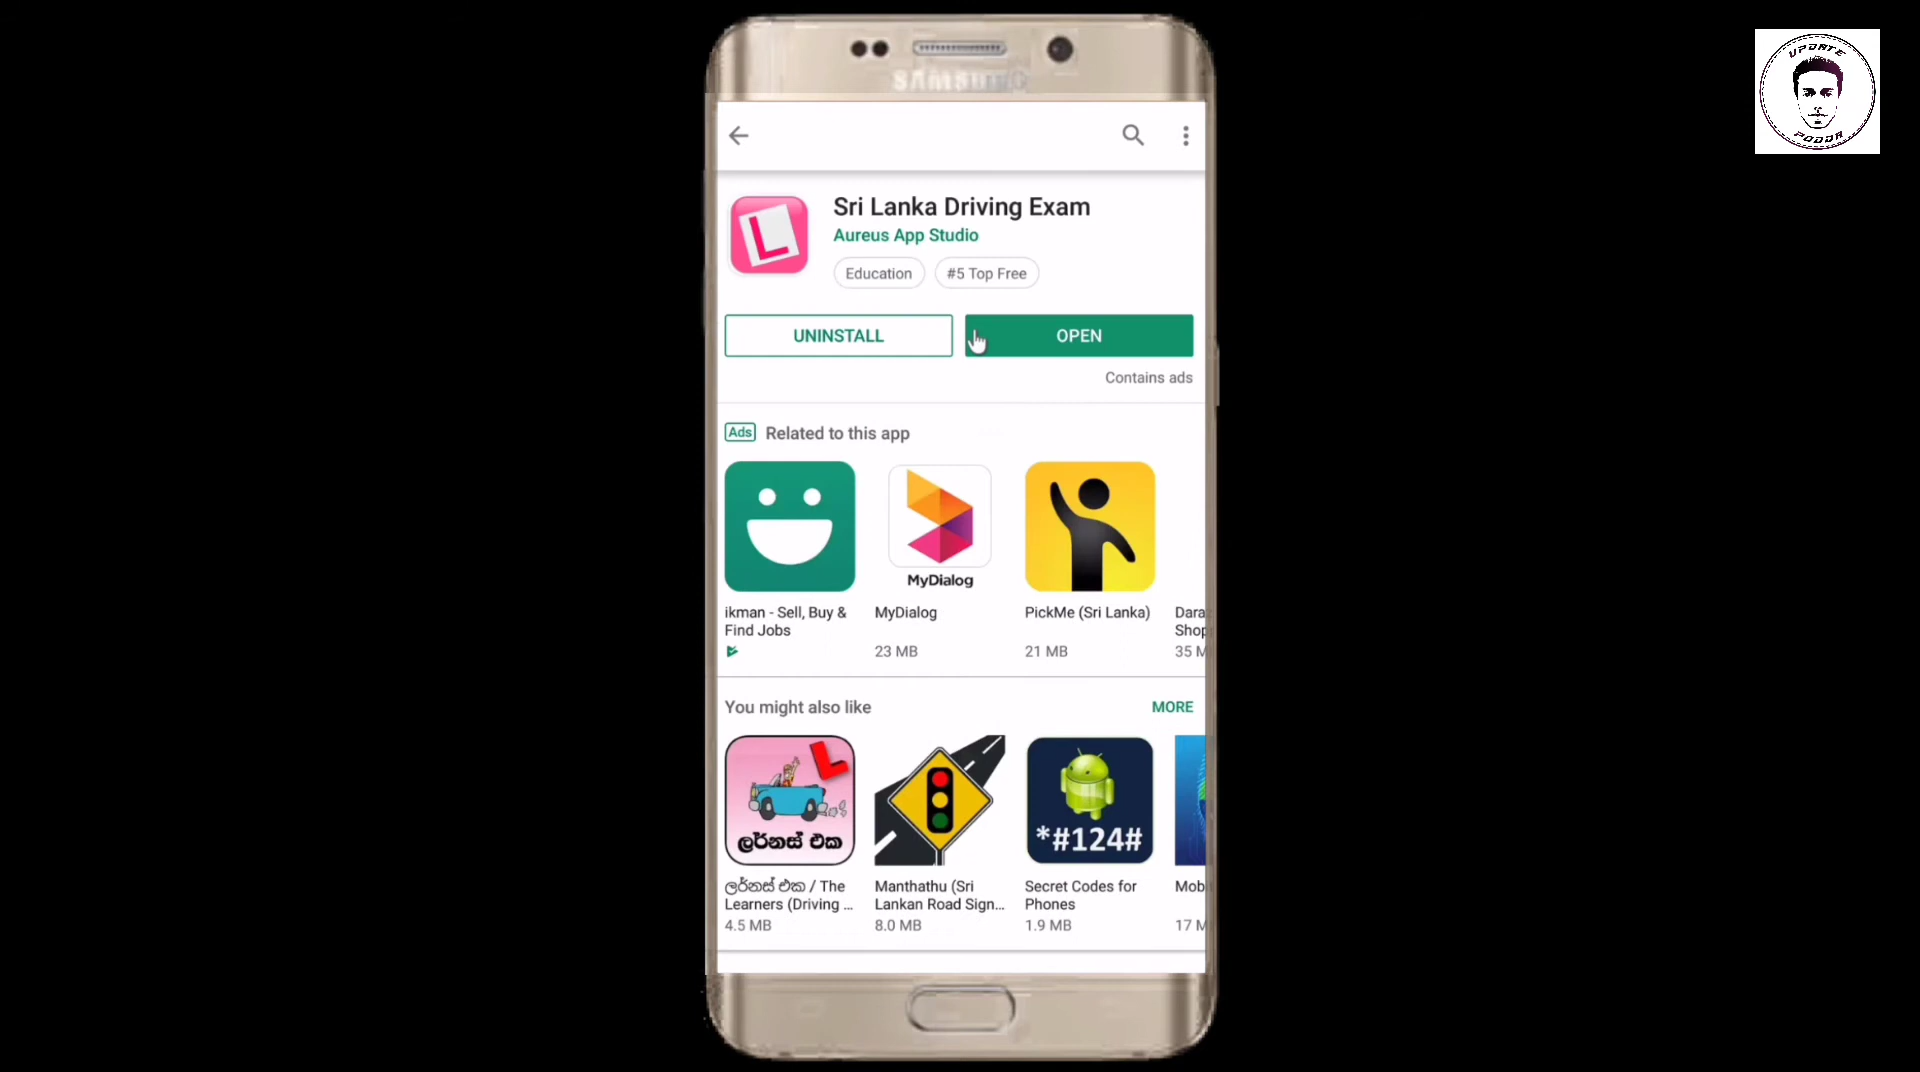 UPDATE
PODDA
SAMSUNG
Sri Lanka Driving Exam
Aureus App Studio
Education
#5 Top Free
UNINSTALL
OPEN
Contains ads
Ads Related to this app
MyDialog
ikman - Sell, Buy &
Find Jobs
MyDialog
23 MB
PickMe (Sri Lanka)
21 MB
Dara
Shop
35 M
You might also like
MORE
L
ලර්නස් එක
*#124#
ලර්නස් එක / The
Learners (Driving ...
4.5 MB
Manthathu (Sri
Lankan Road Sign...
8.0 MB
Secret Codes for
Phones
1.9 MB
Mob
17 M